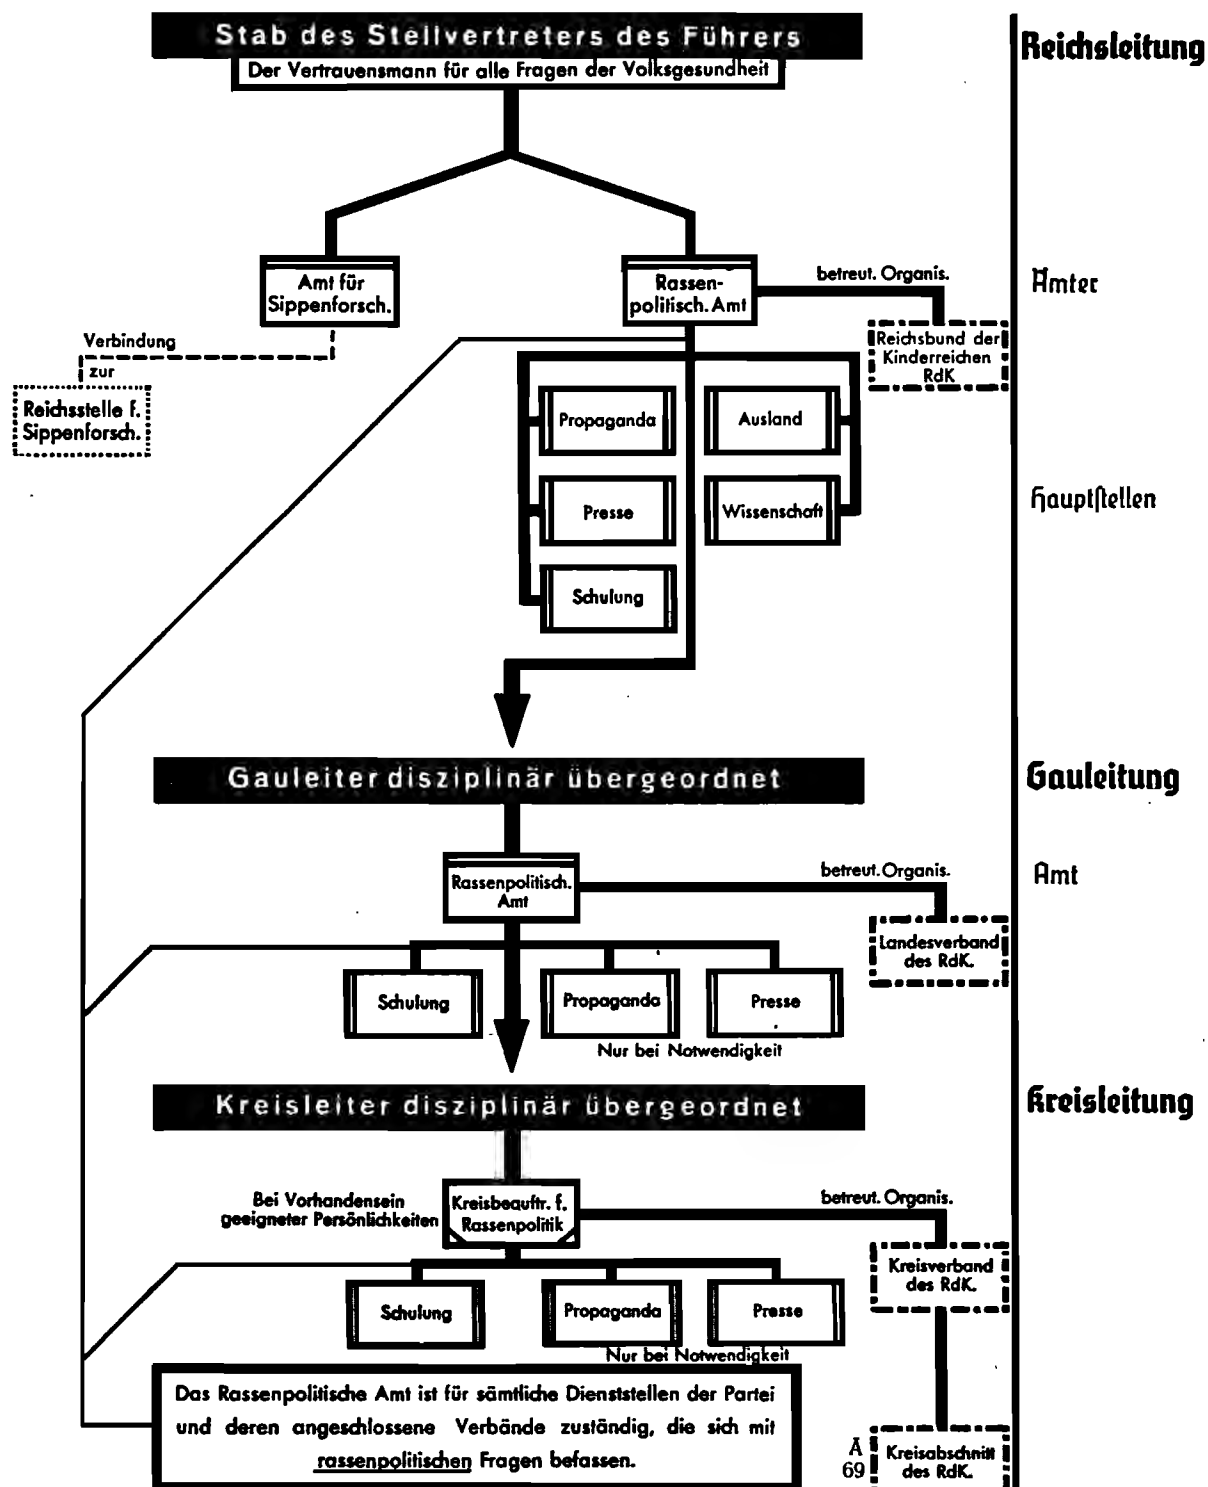 Stab des Stellvertreters des Führers
Reichsleitung
Der Vertrauensmann für alle Fragen der Volksgesundheit
Amt für
Sippenforsch.
Rassen-
politisch. Amt
betreut. Organis.
Ämter
Reichsbund der
Kinderreichen
RdK
Verbindung
zur
Reichsstelle f.
Sippenforsch.
Propaganda
Ausland
Presse
Wissenschaft
Hauptſtellen
Schulung
Gauleiter disziplinär übergeordnet
Gauleitung
Rassenpolitisch.
Amt
betreut. Organis.
Amt
Landesverband
des RdK.
Schulung
Propaganda
Presse
Nur bei Notwendigkeit
Kreisleiter disziplinär übergeordnet
Kreisleitung
Bei Vorhandensein
geeigneter Persönlichkeiten
Kreisbeauftr. f.
Rassenpolitik
betreut. Organis.
Kreisverband
des RdK.
Schulung
Propaganda
Presse
Nur bei Notwendigkeit
Das Rassenpolitische Amt ist für sämtliche Dienststellen der Partei
und deren angeschlossene Verbände zuständig, die sich mit
rassenpolitischen Fragen befassen.
A
69
Kreisabschnitt
des RdK.